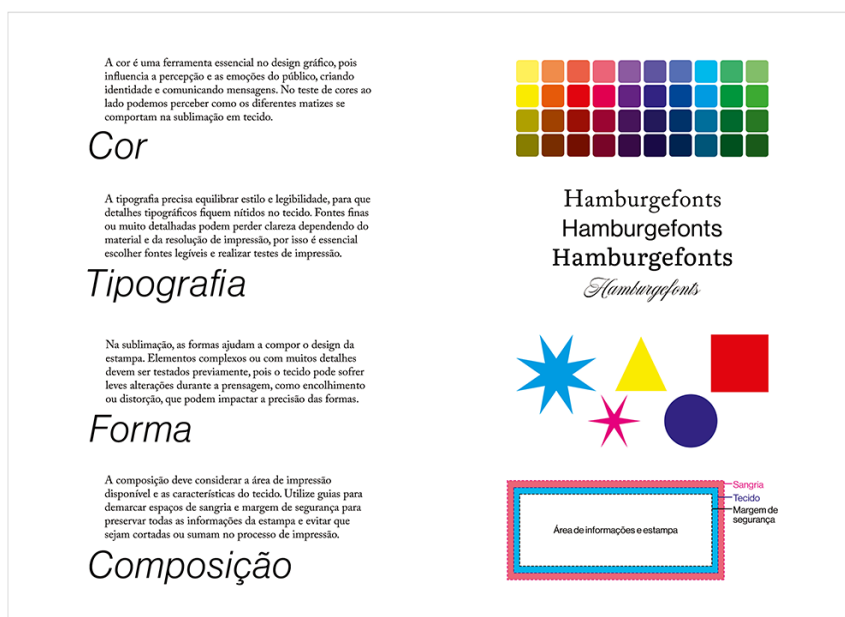 A cor é uma ferramenta essencial no design gráfico, pois
influencia a percepção e as emoções do público, criando
identidade e comunicando mensagens. No teste de cores ao
lado podemos perceber como os diferentes matizes se
comportam na sublimação em tecido.
Cor
A tipografia precisa equilibrar estilo e legibilidade, para que
detalhes tipográficos fiquem nítidos no tecido. Fontes finas
ou muito detalhadas podem perder clareza dependendo do
material e da resolução de impressão, por isso é essencial
escolher fontes legíveis e realizar testes de impressão.
Tipografia
Hamburgefonts
Hamburgefonts
Hamburgefonts
Hamburgefonts
Na sublimação, as formas ajudam a compor o design da
estampa. Elementos complexos ou com muitos detalhes
devem ser testados previamente, pois o tecido pode sofrer
leves alterações durante a prensagem, como encolhimento
ou distorção, que podem impactar a precisão das formas.
Forma
A composição deve considerar a área de impressão
disponível e as características do tecido. Utilize guias para
demarcar espaços de sangria e margem de segurança para
preservar todas as informações da estampa e evitar que
sejam cortadas ou sumam no processo de impressão.
Composição
Sangria
Tecido
Margem de
segurança
Área de informações e estampa